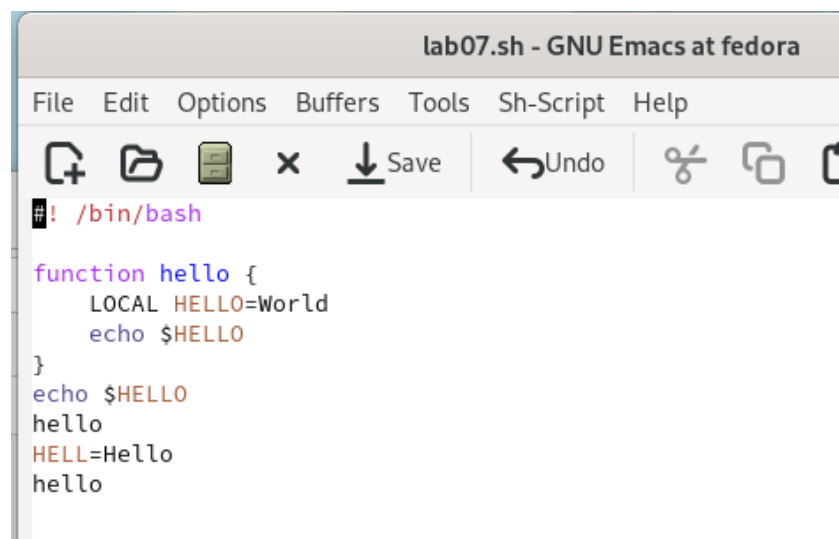 lab07.sh - GNU Emacs at fedora
File Edit Options Buffers Tools Sh-Script Help
Save Undo
#! /bin/bash
function hello {
    LOCAL HELLO=World
    echo $HELLO
}
echo $HELLO
hello
HELL=Hello
hello